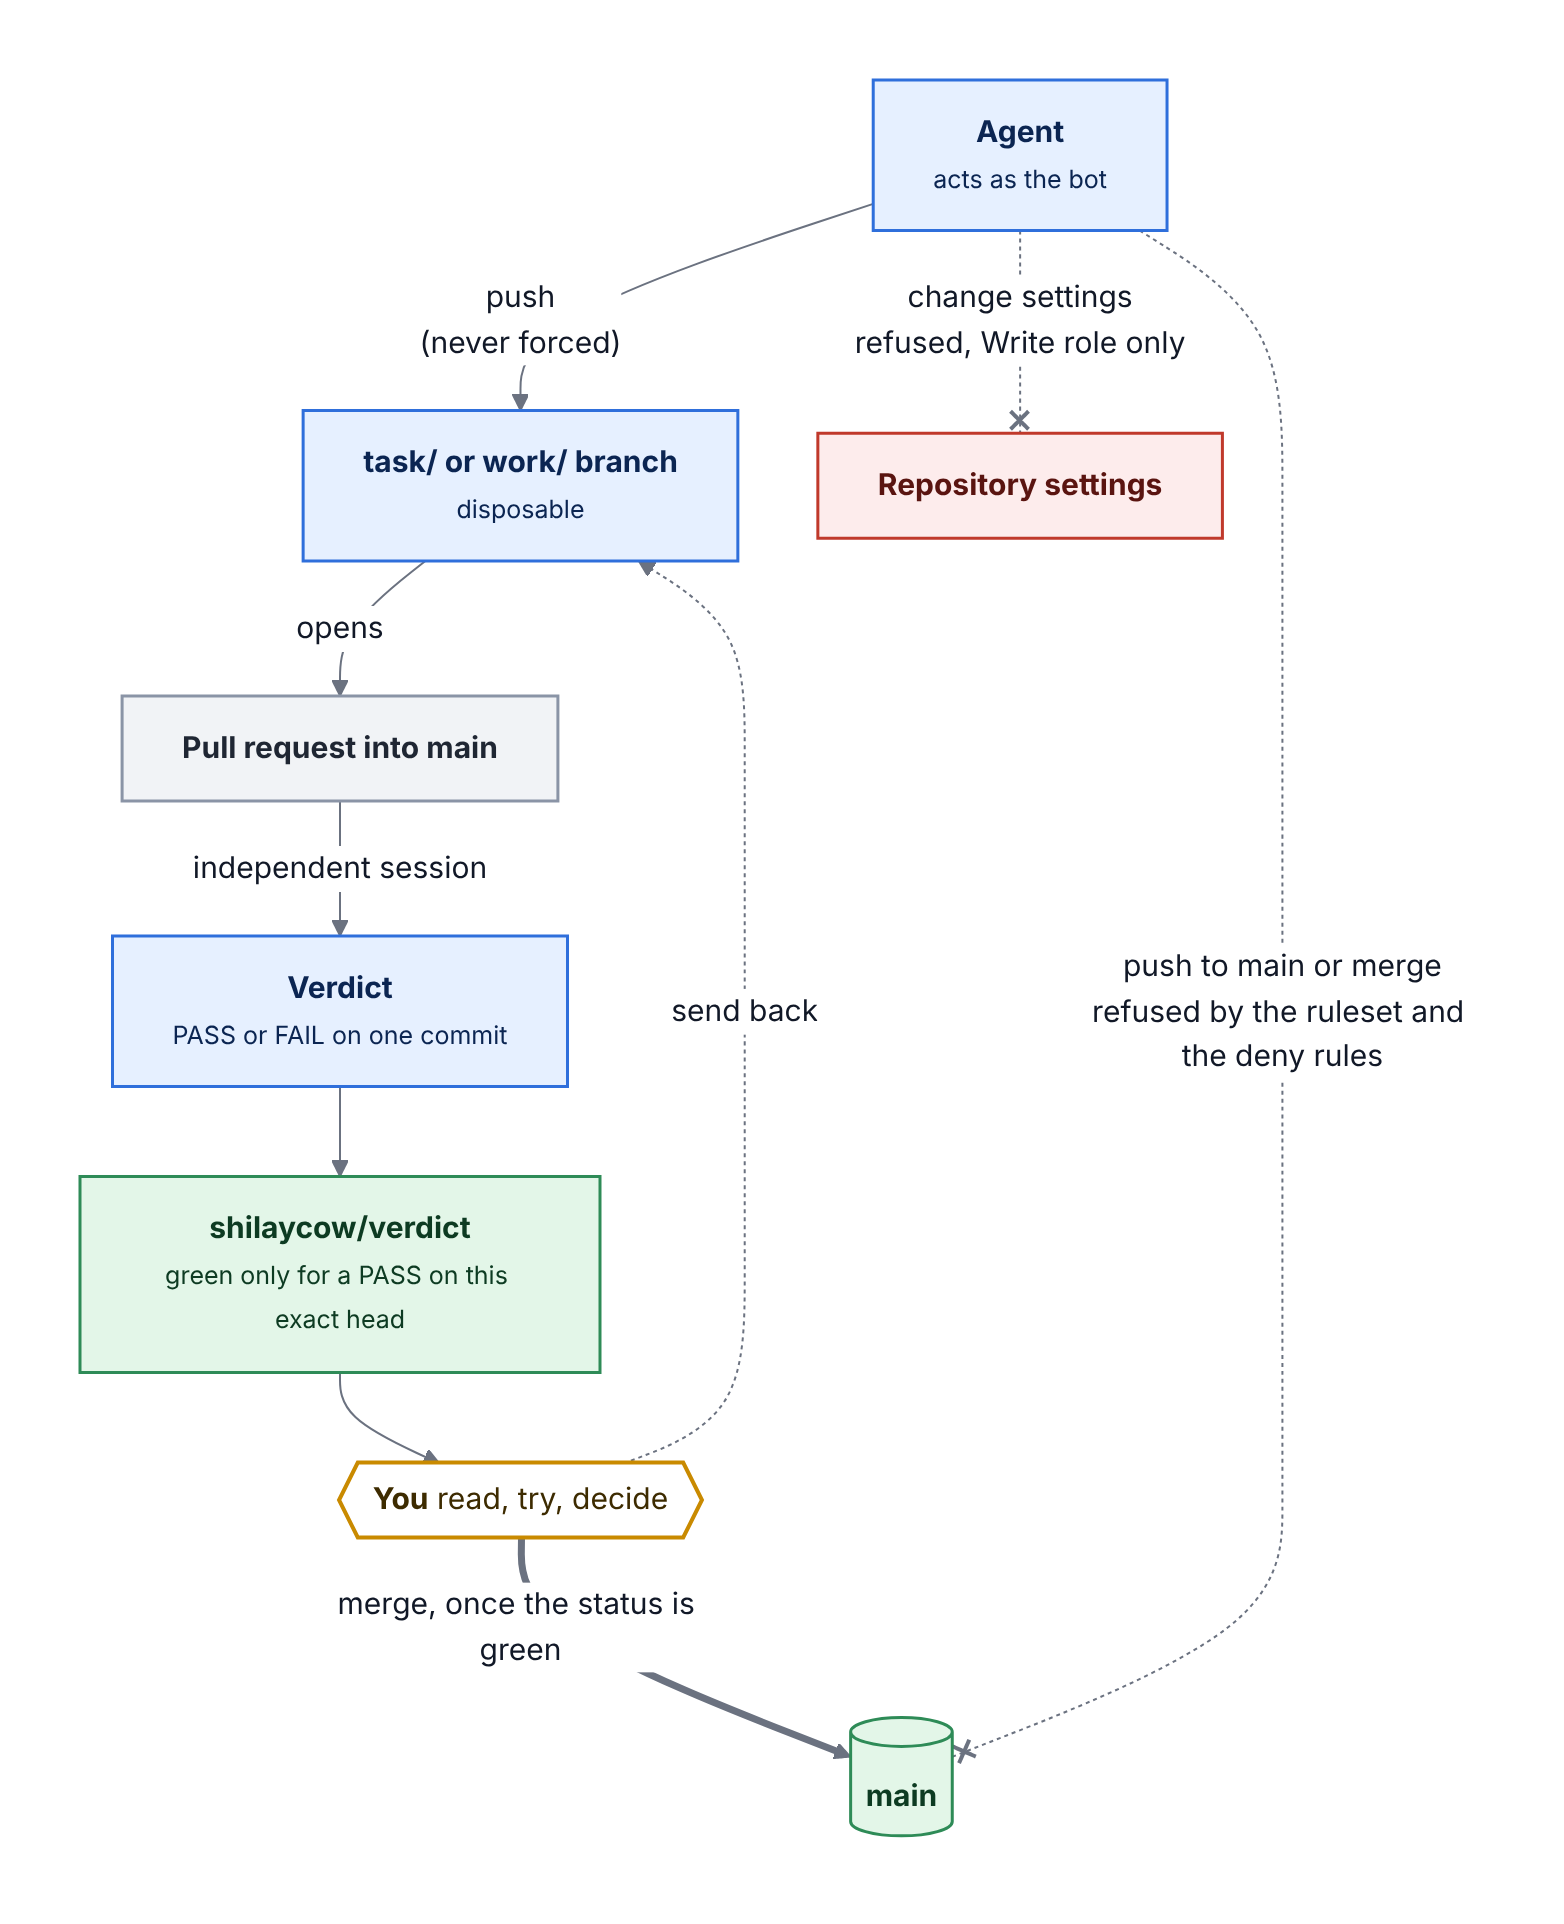 Agent
acts as the bot
push
(never forced)
change settings
refused, Write role only
task/ or work/ branch
disposable
Repository settings
opens
Pull request into main
independent session
Verdict
PASS or FAIL on one commit
send back
push to main or merge
refused by the ruleset and
the deny rules
shilaycow/verdict
green only for a PASS on this
exact head
You read, try, decide
merge, once the status is
green
main